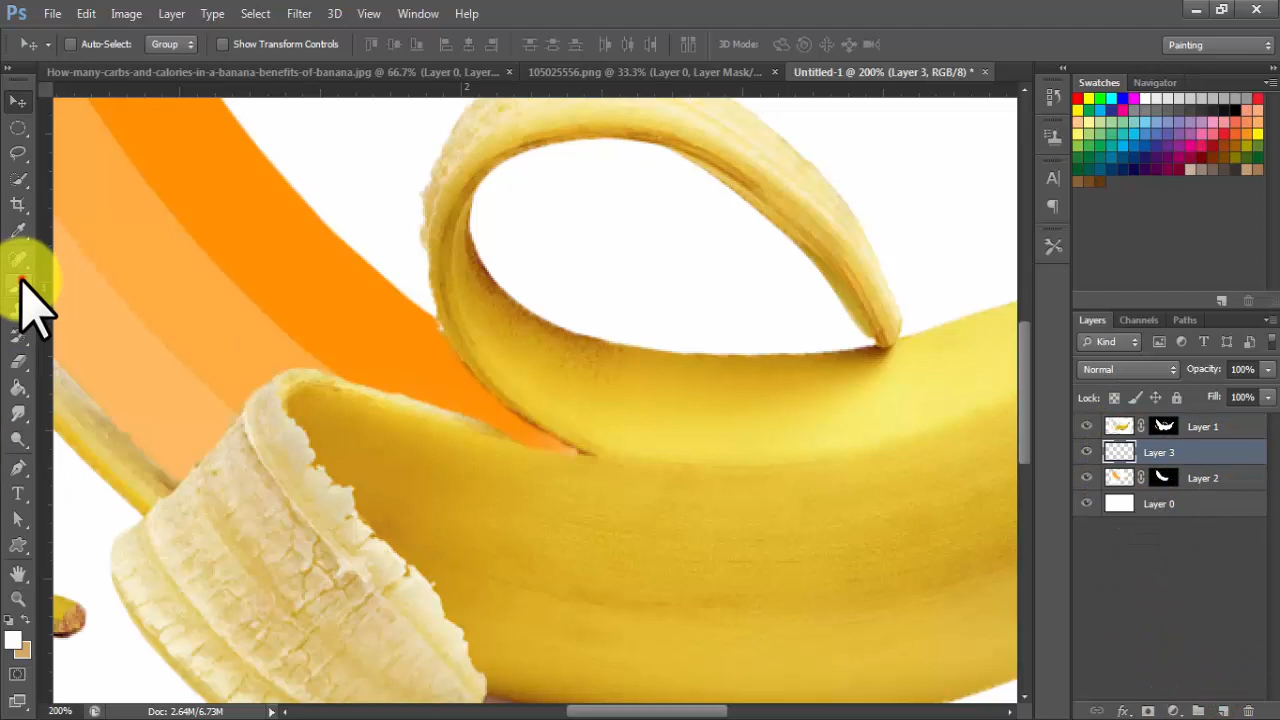 Ps File Edit Image Layer Type Select Filter 3D View Window Help
Auto-Select: Group Show Transform Controls 3D Mode: Painting
How-many-carbs-and-calories-in-a-banana-benefits-of-banana.jpg @ 66.7% (Layer 0, Layer... × 105025556.png @ 33.3% (Layer 0, Layer Mask/... × Untitled-1 @ 200% (Layer 3, RGB/8) * ×
2
Swatches Navigator
Layers Channels Paths
Kind
Normal Opacity: 100%
Lock: Fill: 100%
Layer 1
Layer 3
Layer 2
Layer 0
200% Doc: 2.64M/6.73M